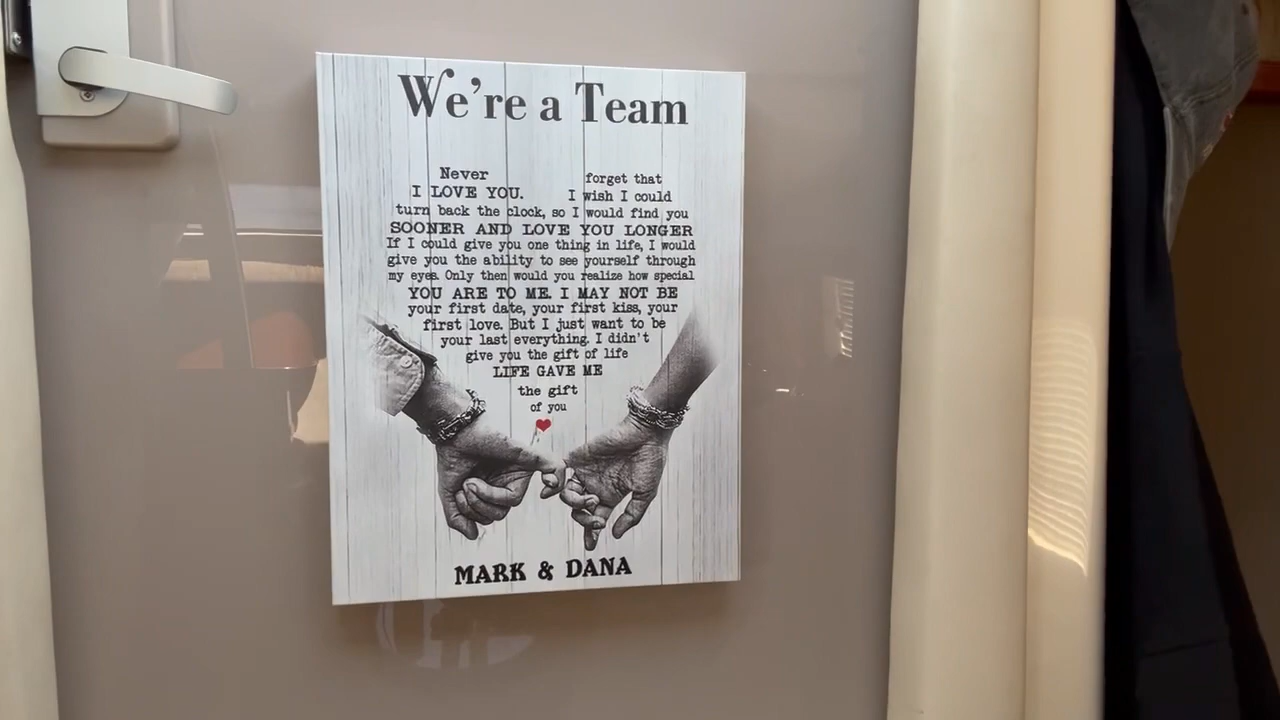 We're a Team
Never forget that
I LOVE YOU. I wish I could
turn back the clock, so I would find you
SOONER AND LOVE YOU LONGER
If I could give you one thing in life, I would
give you the ability to see yourself through
my eyes. Only then would you realize how special
YOU ARE TO ME. I MAY NOT BE
your first date, your first kiss, your
first love. But I just want to be
your last everything. I didn't
give you the gift of life
LIFE GAVE ME
the gift
of you
MARK & DANA